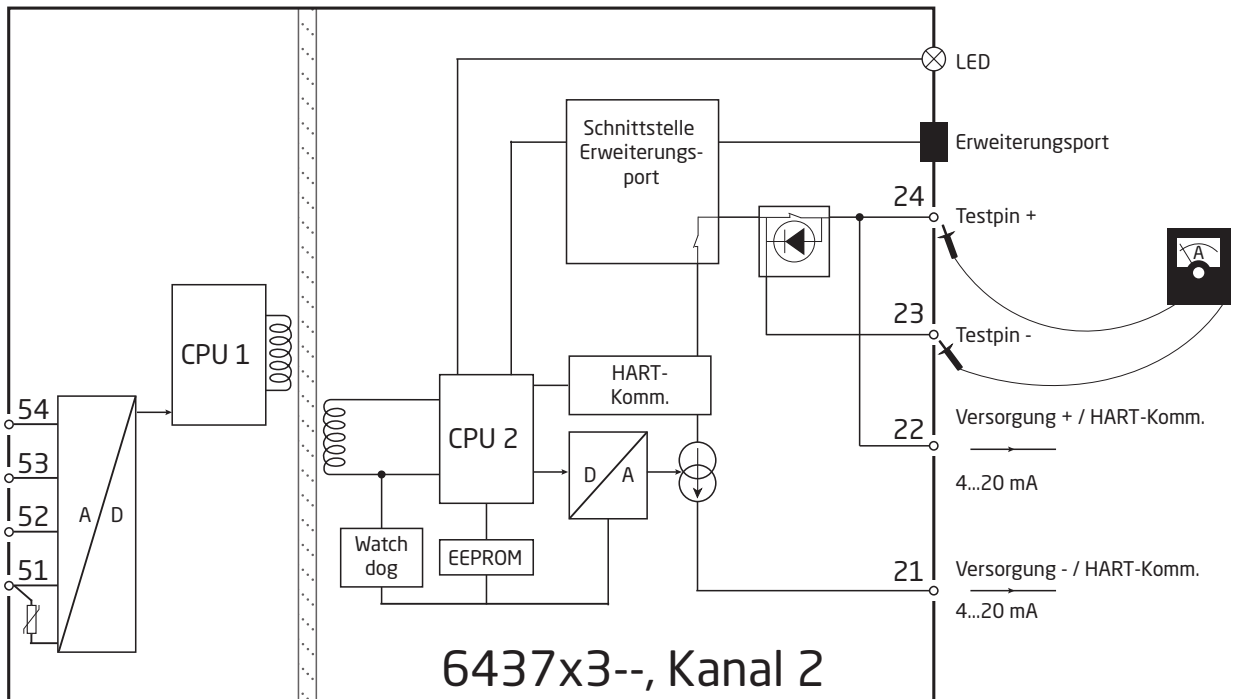 LED
Schnittstelle
Erweiterungs-
port
Erweiterungsport
24
Testpin +
A
CPU 1
23
Testpin -
HART-
Komm.
54
53
52
51
A
D
CPU 2
D
A
22
Versorgung + / HART-Komm.
4...20 mA
Watch
dog
EEPROM
21
Versorgung - / HART-Komm.
4...20 mA
6437x3--, Kanal 2